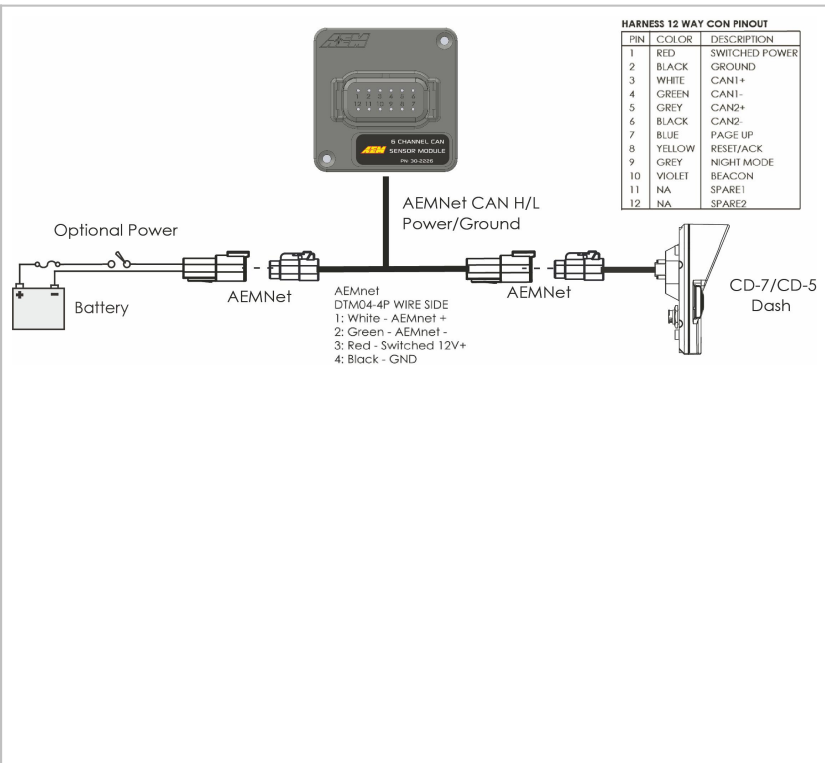 HARNESS 12 WAY CON PINOUT
PIN COLOR DESCRIPTION
1 RED SWITCHED POWER
2 BLACK GROUND
3 WHITE CAN1+
4 GREEN CAN1-
5 GREY CAN2+
6 BLACK CAN2-
7 BLUE PAGE UP
8 YELLOW RESET/ACK
9 GREY NIGHT MODE
10 VIOLET BEACON
11 NA SPARE1
12 NA SPARE2
AEM
1 2 3 4 5 6
12 11 10 9 8 7
6 CHANNEL CAN
AEM SENSOR MODULE
PN 30-2226
AEMNet CAN H/L
Power/Ground
Optional Power
+ -
Battery
AEMNet
AEMnet
DTM04-4P WIRE SIDE
1: White - AEMnet +
2: Green - AEMnet -
3: Red - Switched 12V+
4: Black - GND
AEMNet
CD-7/CD-5
Dash